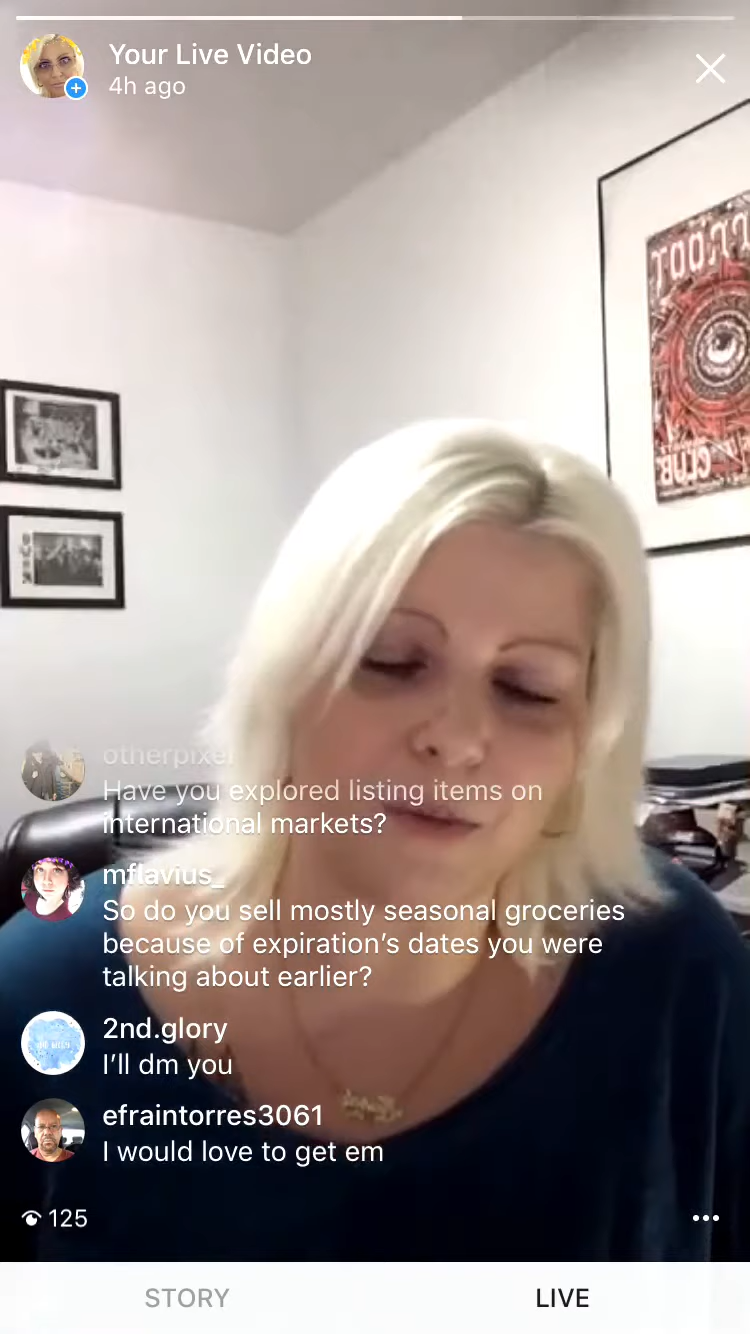 Your Live Video
4h ago
otherpixel
Have you explored listing items on
international markets?
mflavius_
So do you sell mostly seasonal groceries
because of expiration’s dates you were
talking about earlier?
2nd.glory
I’ll dm you
efraintorres3061
I would love to get em
125
STORY
LIVE
CLUB